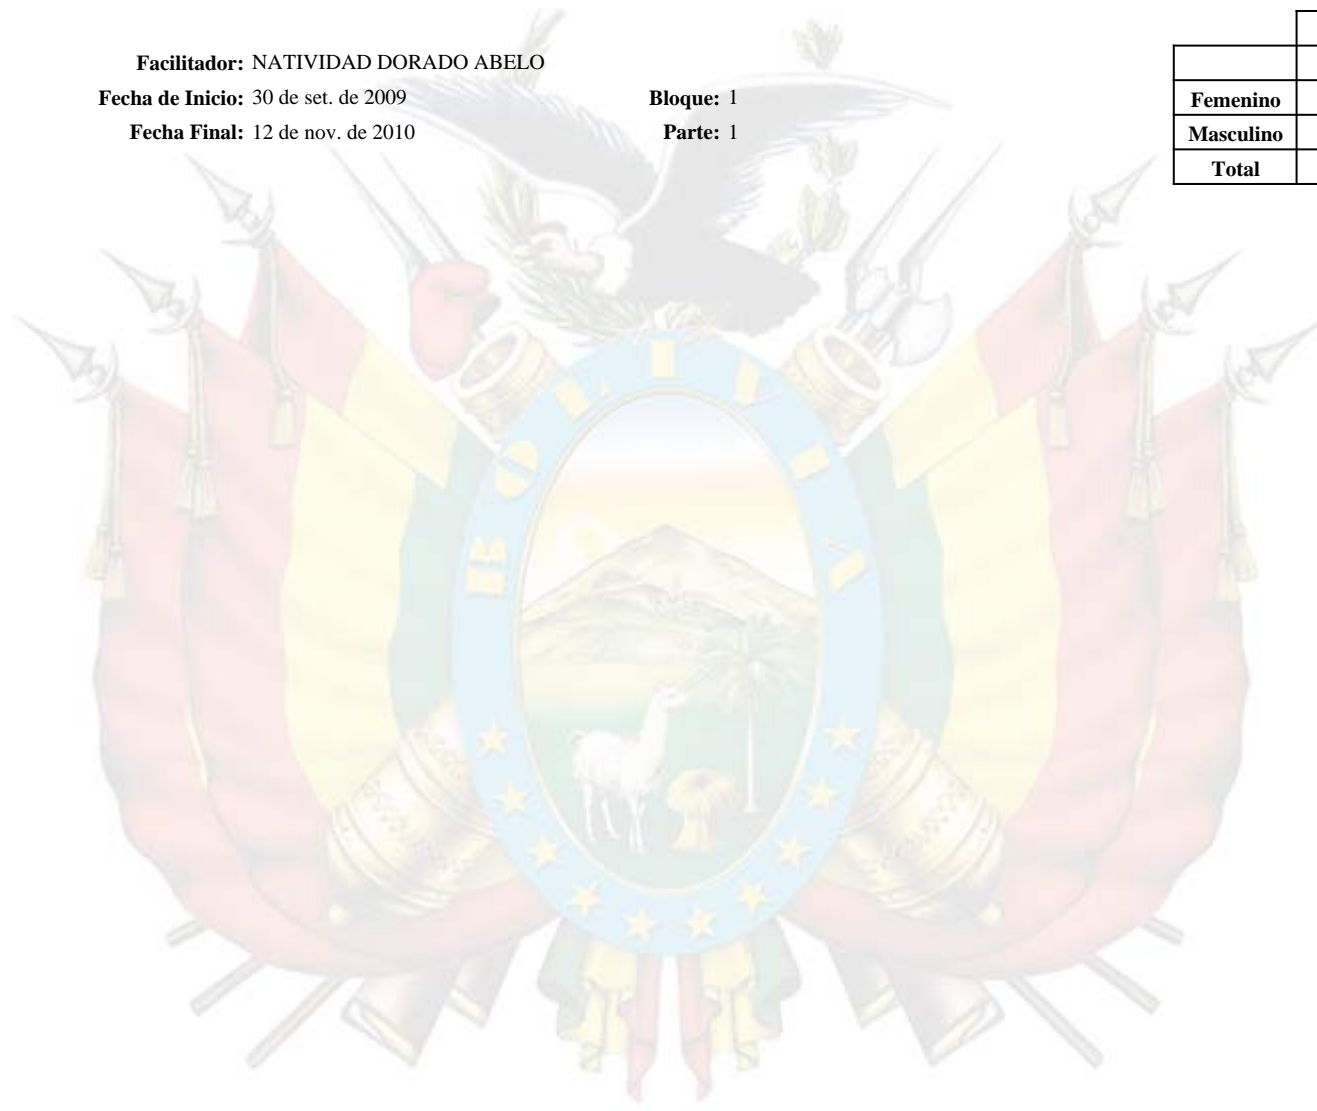 Facilitador: NATIVIDAD DORADO ABELO
Fecha de Inicio: 30 de set. de 2009 Bloque: 1
Fecha Final: 12 de nov. de 2010 Parte: 1
Femenino
Masculino
Total
BOLIVIA